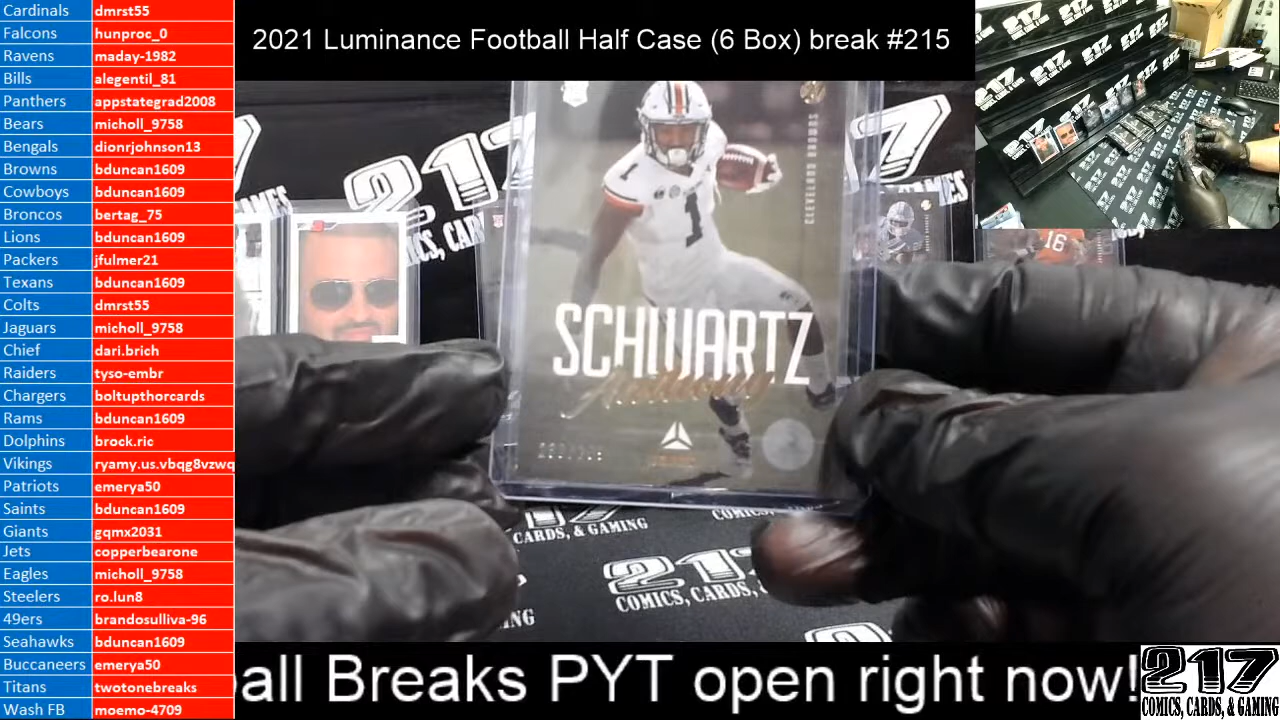 2021 Luminance Football Half Case (6 Box) break #215
Cardinals dmrst55
Falcons hunproc_0
Ravens maday-1982
Bills alegentil_81
Panthers appstategrad2008
Bears micholl_9758
Bengals dionrjohnson13
Browns bduncan1609
Cowboys bduncan1609
Broncos bertag_75
Lions bduncan1609
Packers jfulmer21
Texans bduncan1609
Colts dmrst55
Jaguars micholl_9758
Chief dari.brich
Raiders tyso-embr
Chargers boltupthorcards
Rams bduncan1609
Dolphins brock.ric
Vikings ryamy.us.vbqg8vzwq
Patriots emerya50
Saints bduncan1609
Giants gqmx2031
Jets copperbearone
Eagles micholl_9758
Steelers ro.lun8
49ers brandosulliva-96
Seahawks bduncan1609
Buccaneers emerya50
Titans twotonebreaks
Wash FB moemo-4709
CLEVELAND BROWNS
1
1
SCHWARTZ
16
217
217
COMICS, CARDS, & GAMING
all Breaks PYT open right now!
217
COMICS, CARDS, & GAMING